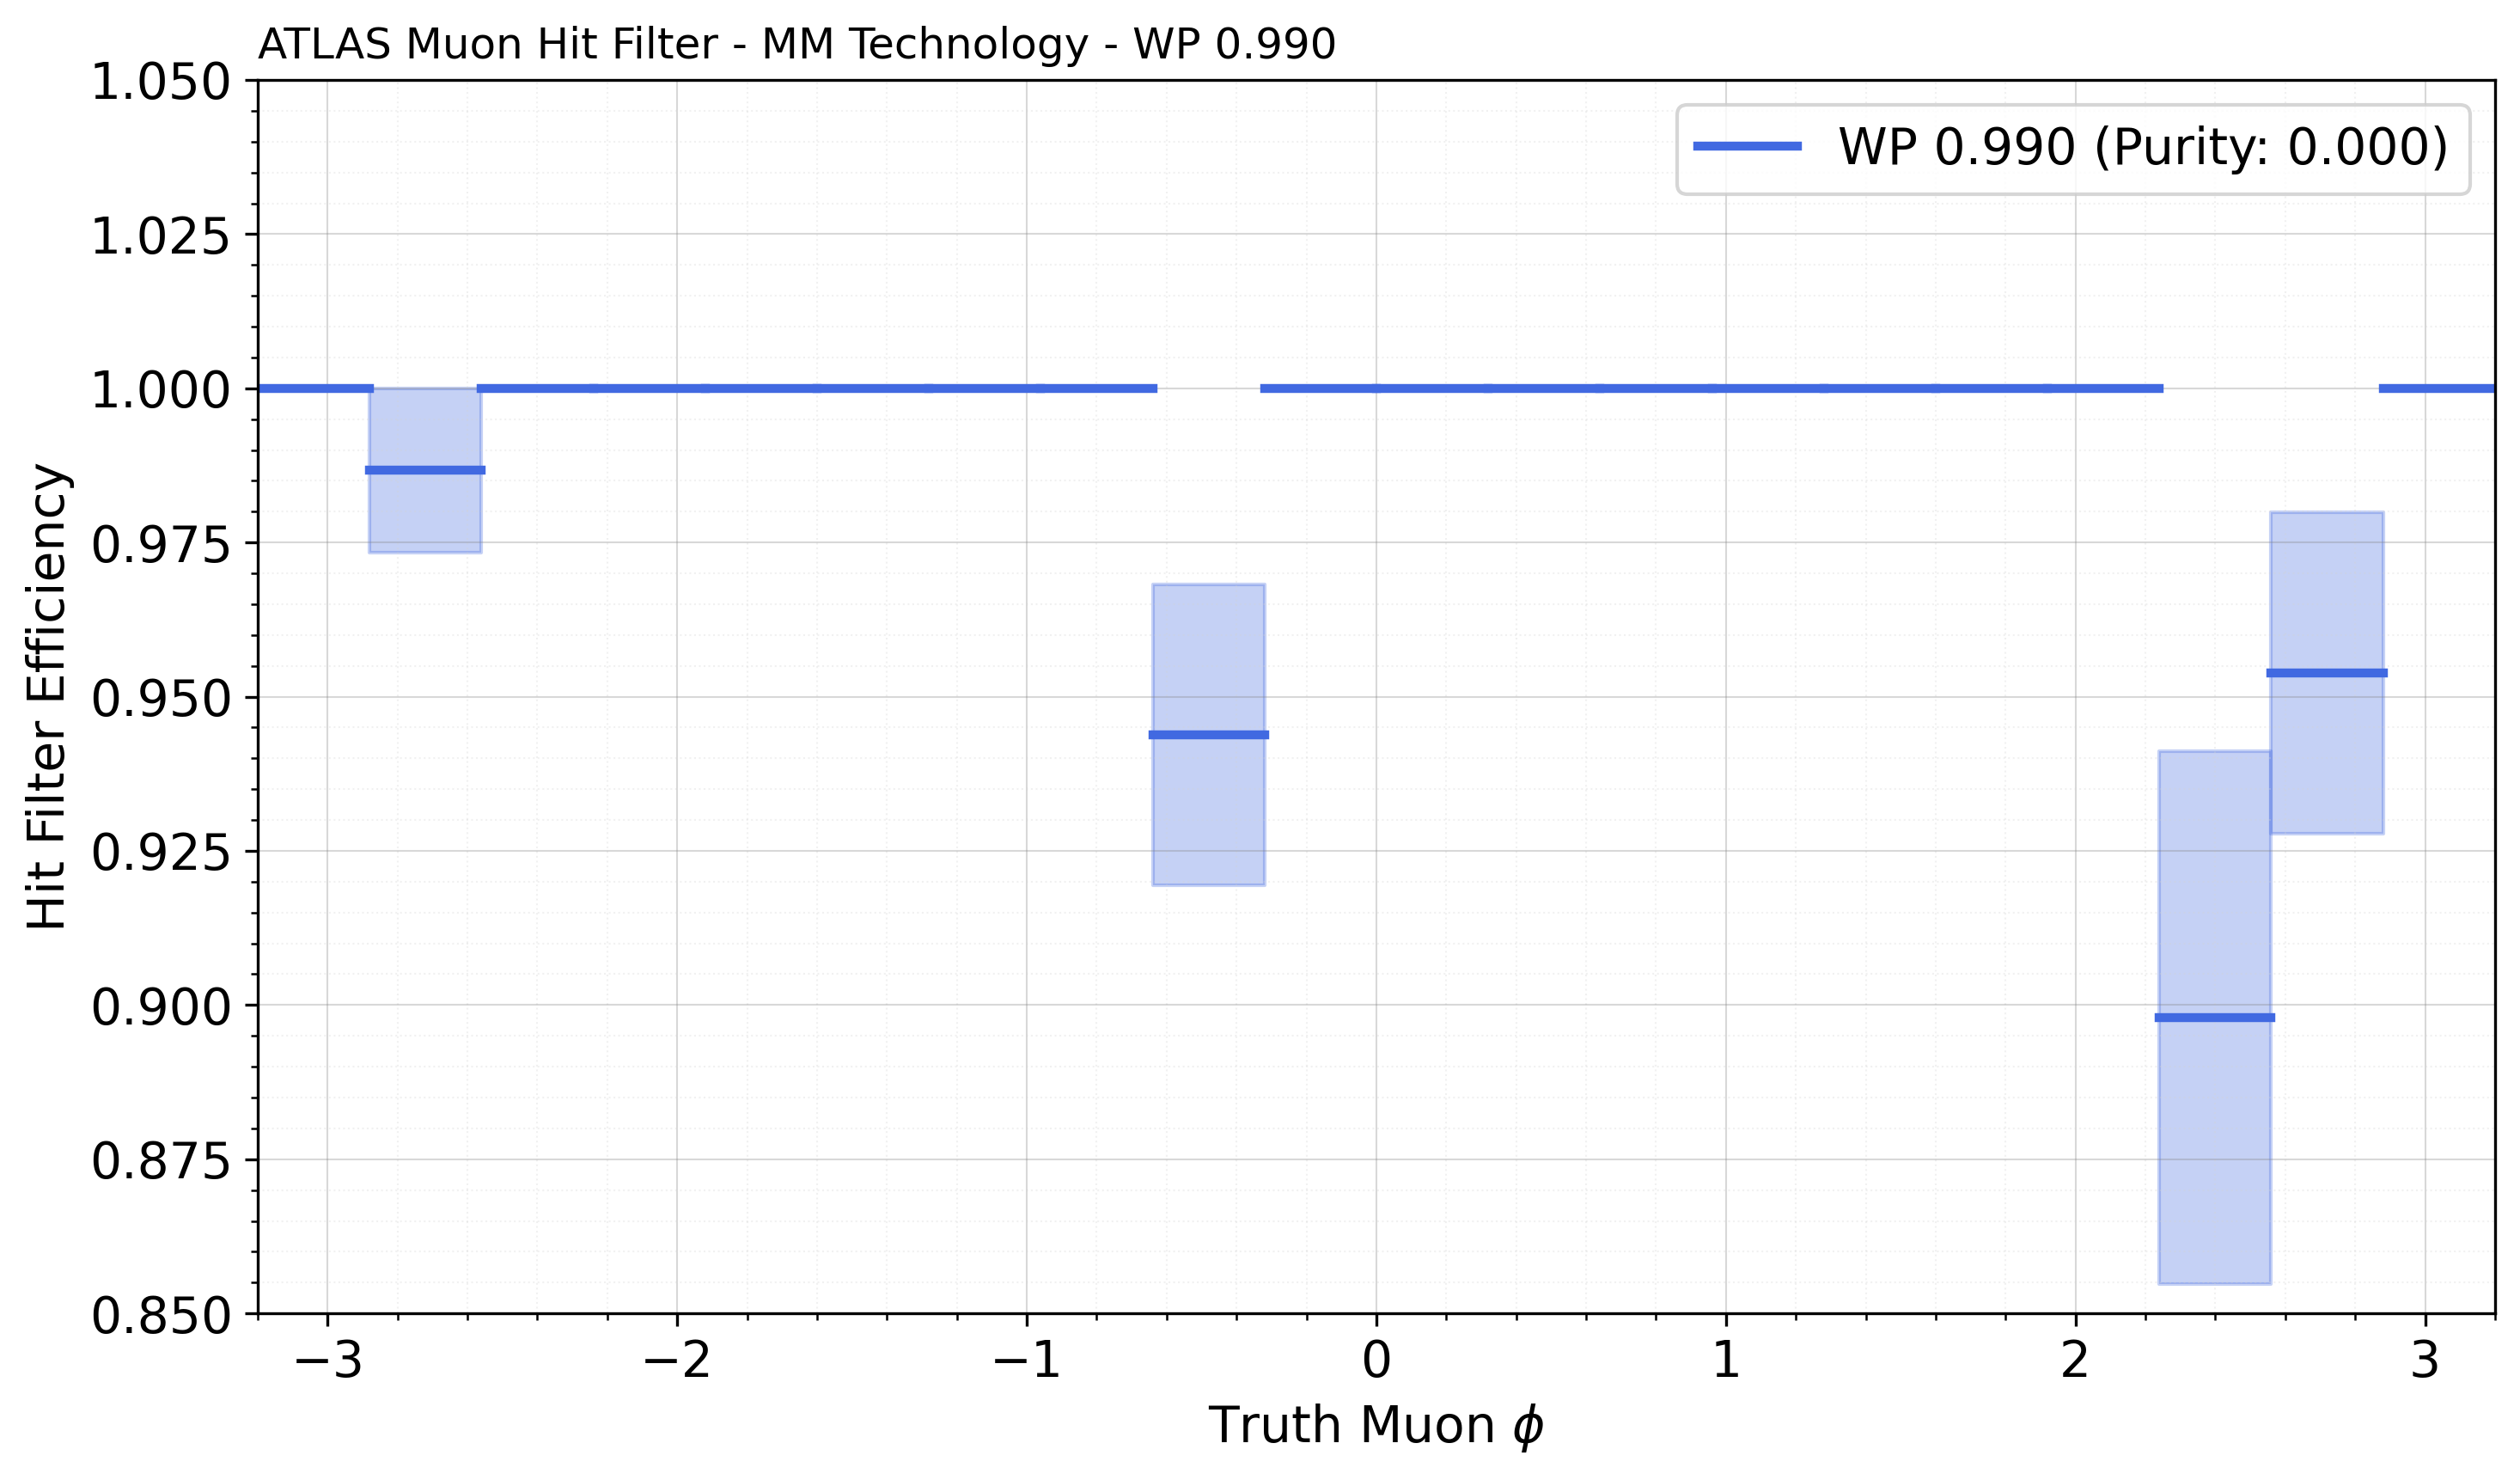 ATLAS Muon Hit Filter - MM Technology - WP 0.990
WP 0.990 (Purity: 0.000)
Hit Filter Efficiency
1.050
1.025
1.000
0.975
0.950
0.925
0.900
0.875
0.850
−3 −2 −1 0 1 2 3
Truth Muon ϕ